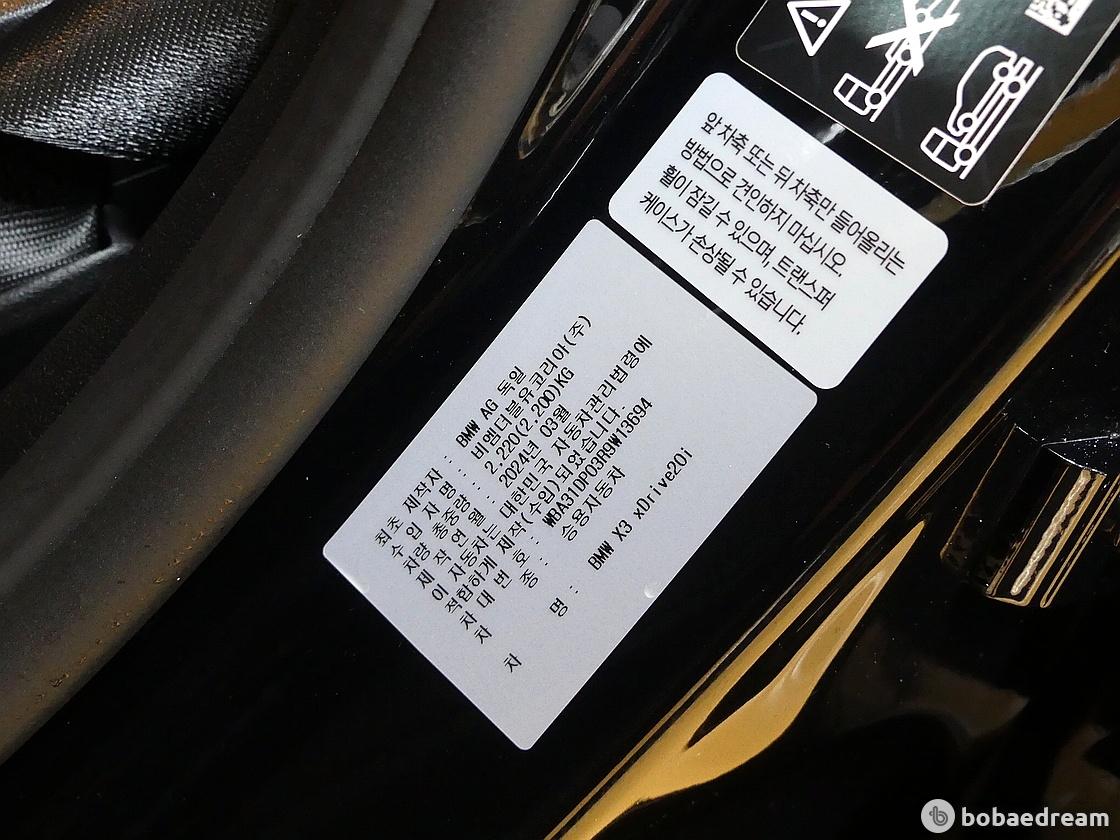 앞 차축 또는 뒤 차축만 들어올리는
방법으로 견인하지 마십시오.
휠이 잠길 수 있으며, 트랜스퍼
케이스가 손상될 수 있습니다.
최초 제작자 : BMW AG 독일
수 입 자 명 : 비엠더블유코리아(주)
차량 총중량 : 2,220(2,200)KG
제 작 연 월 : 2024년 03월
이 자동차는 대한민국 자동차관리법령에
적합하게 제작(수입)되었습니다.
차 대 번 호 : WBA31DP03R9W13694
차 종 : 승용자동차
차 명 : BMW X3 xDrive20i
bobaedream